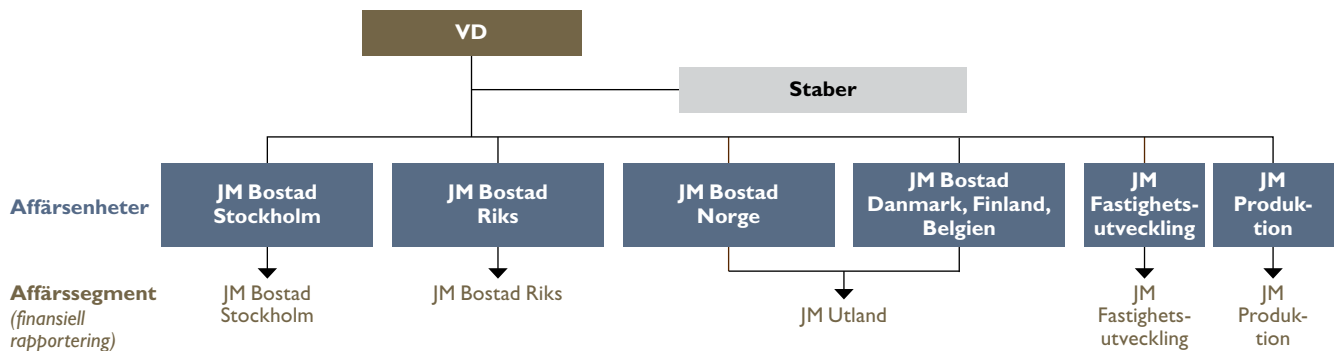 VD
Staber
Affärsenheter
JM Bostad
Stockholm
JM Bostad
Riks
JM Bostad
Norge
JM Bostad
Danmark, Finland,
Belgien
JM
Fastighets-
utveckling
JM
Produk-
tion
Affärssegment
(finansiell
rapportering)
JM Bostad
Stockholm
JM Bostad Riks
JM Utland
JM
Fastighets-
utveckling
JM
Produk-
tion